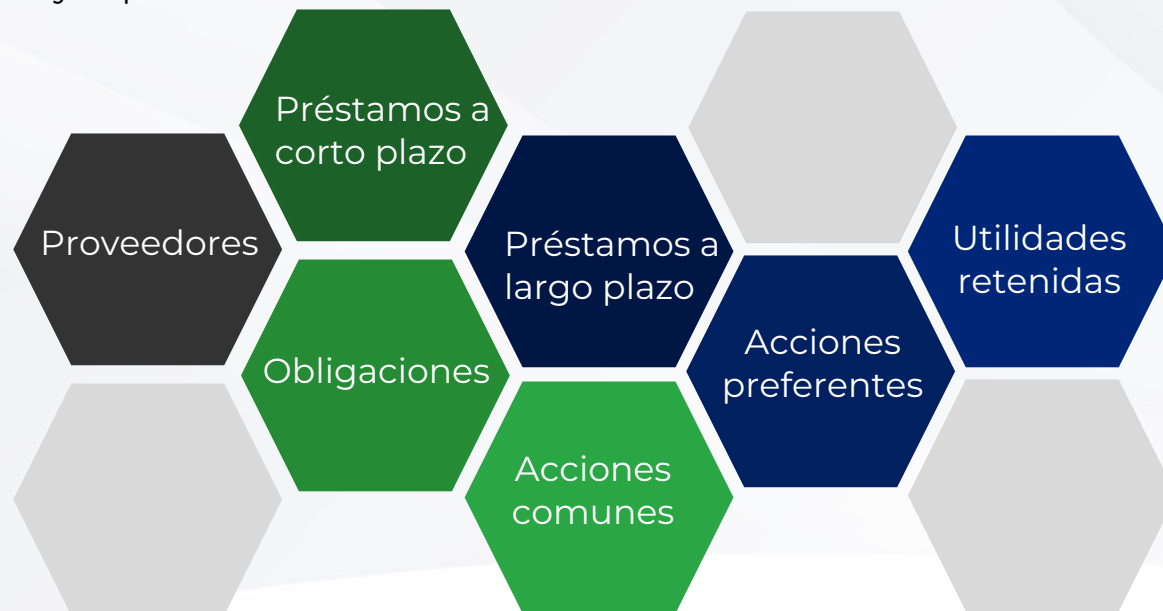 Préstamos a
corto plazo
Proveedores
Préstamos a
largo plazo
Utilidades
retenidas
Obligaciones
Acciones
preferentes
Acciones
comunes